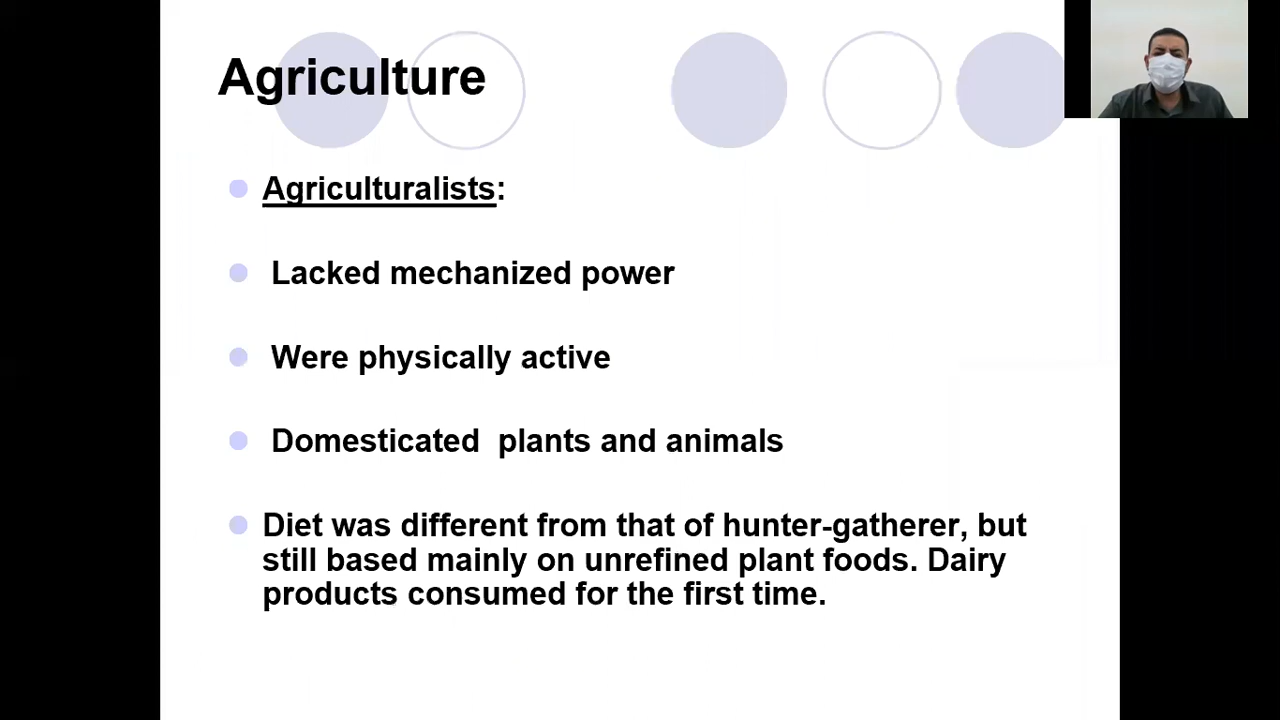 Agriculture
Agriculturalists:
Lacked mechanized power
Were physically active
Domesticated plants and animals
Diet was different from that of hunter-gatherer, but
still based mainly on unrefined plant foods. Dairy
products consumed for the first time.